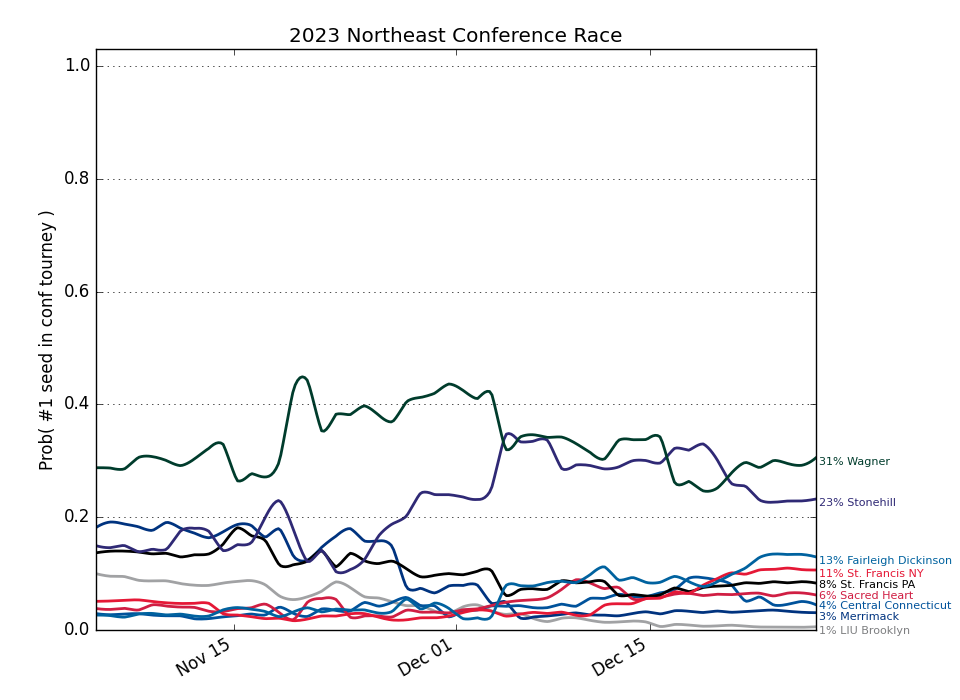 2023 Northeast Conference Race
Prob( #1 seed in conf tourney )
1.0
0.8
0.6
0.4
0.2
0.0
Nov 15
Dec 01
Dec 15
31% Wagner
23% Stonehill
13% Fairleigh Dickinson
11% St. Francis NY
8% St. Francis PA
6% Sacred Heart
4% Central Connecticut
3% Merrimack
1% LIU Brooklyn